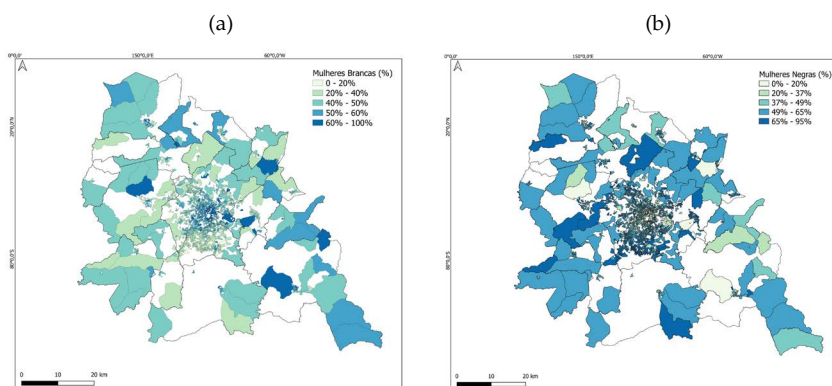 (a)
(b)
0°0,0'
150°0,0'E
60°0,0'W
Mulheres Brancas (%)
0 - 20%
20% - 40%
40% - 50%
50% - 60%
60% - 100%
20°0,0'N
80°0,0'S
0 10 20 km
0°0,0'
150°0,0'E
60°0,0'W
Mulheres Negras (%)
0% - 20%
20% - 37%
37% - 49%
49% - 65%
65% - 95%
20°0,0'N
80°0,0'S
0 10 20 km